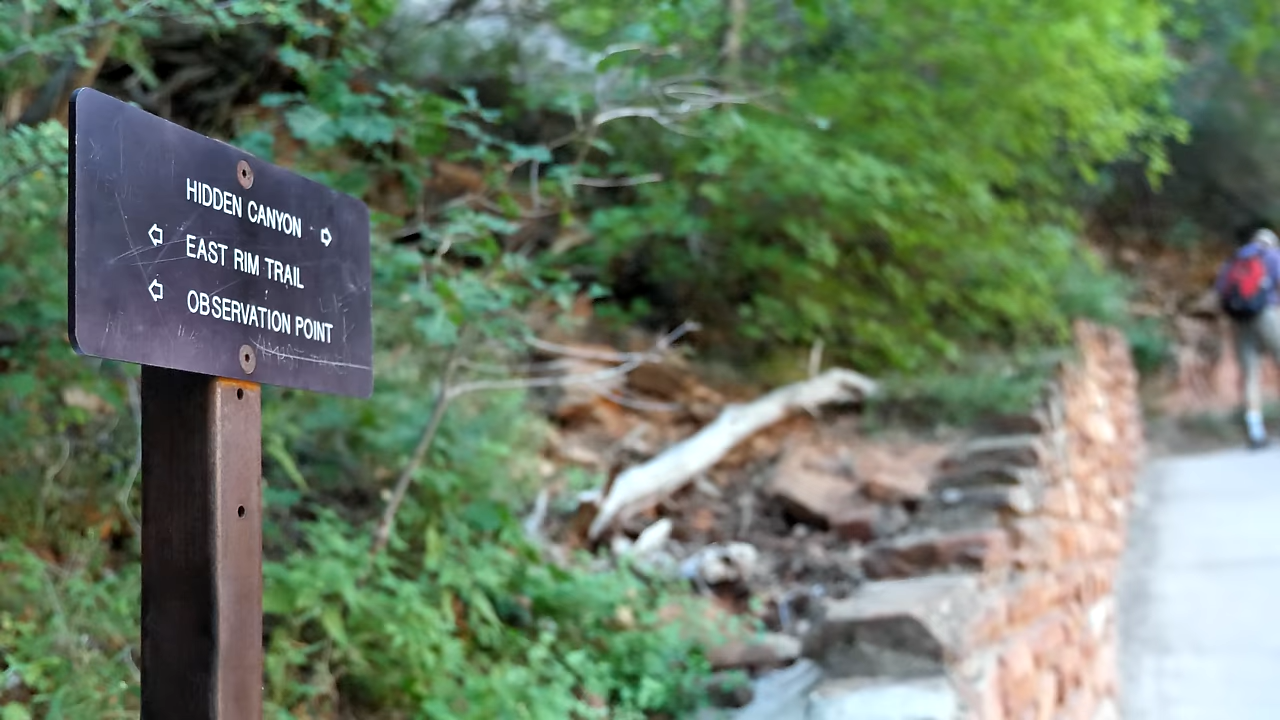 HIDDEN CANYON ⇨
⇦ EAST RIM TRAIL
⇦ OBSERVATION POINT